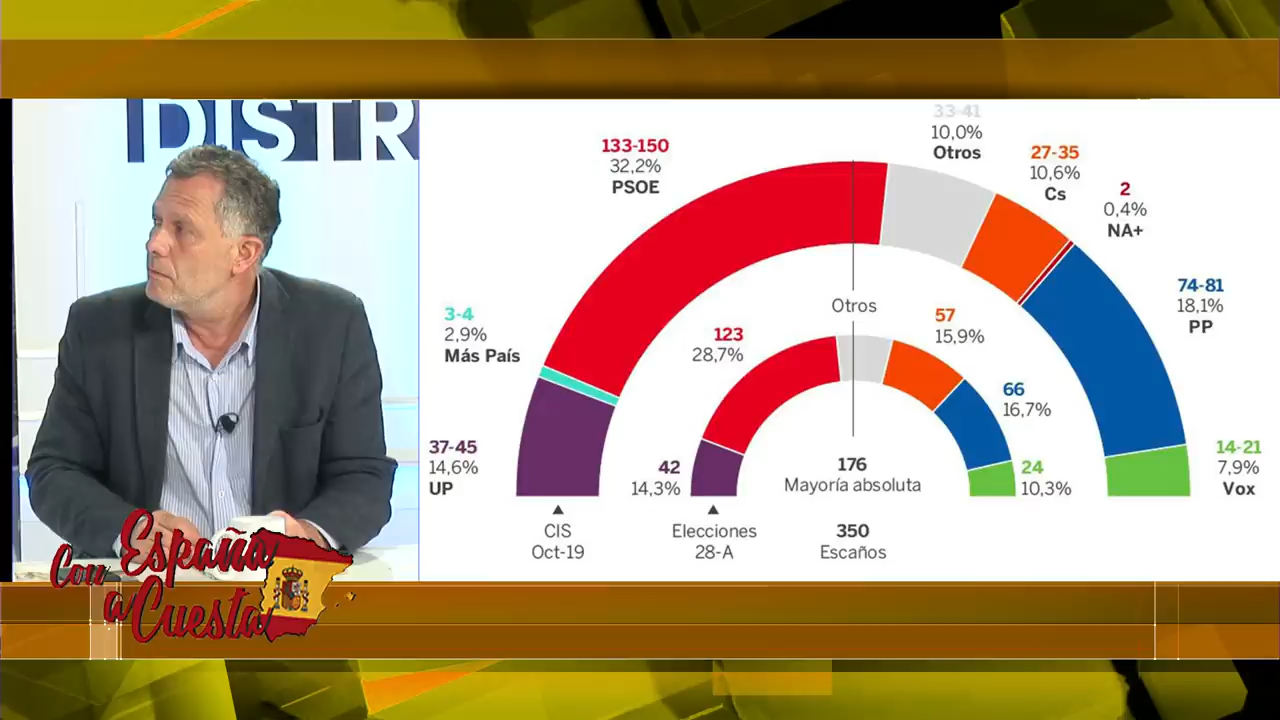 DISTR
133-150
32,2%
PSOE
33-41
10,0%
Otros
27-35
10,6%
Cs
2
0,4%
NA+
74-81
18,1%
PP
3-4
2,9%
Más País
Otros
123
28,7%
57
15,9%
66
16,7%
37-45
14,6%
UP
42
14,3%
176
Mayoría absoluta
24
10,3%
14-21
7,9%
Vox
CIS
Oct-19
Elecciones
28-A
350
Escaños
Con España
a Cuesta